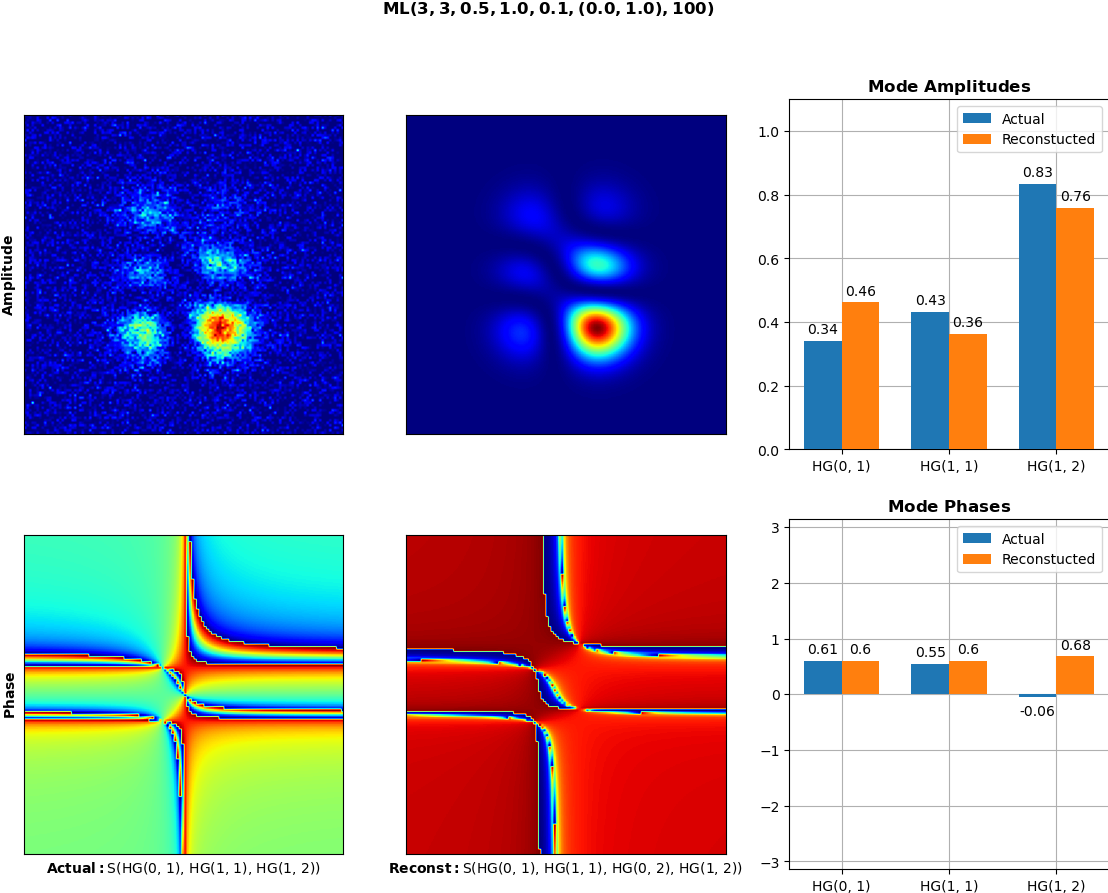 ML(3, 3, 0.5, 1.0, 0.1, (0.0, 1.0), 100)
Amplitude
Mode Amplitudes
Actual
Reconstucted
1.0
0.8
0.6
0.4
0.2
0.0
0.34
0.46
0.43
0.36
0.83
0.76
HG(0, 1)
HG(1, 1)
HG(1, 2)
Phase
Actual: S(HG(0, 1), HG(1, 1), HG(1, 2))
Reconst: S(HG(0, 1), HG(1, 1), HG(0, 2), HG(1, 2))
Mode Phases
Actual
Reconstucted
3
2
1
0
−1
−2
−3
0.61
0.6
0.55
0.6
-0.06
0.68
HG(0, 1)
HG(1, 1)
HG(1, 2)